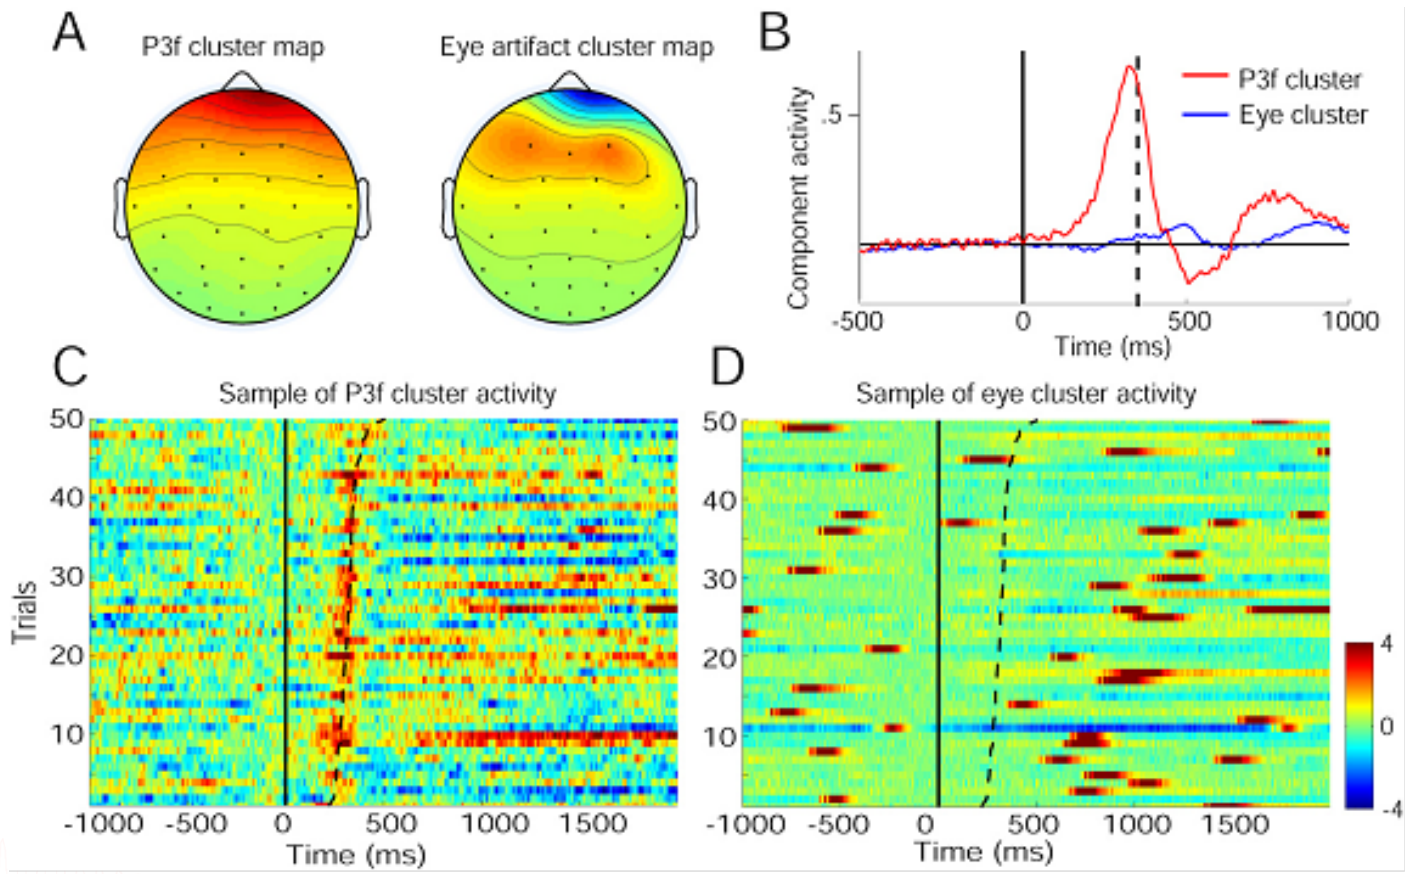 A
P3f cluster map
Eye artifact cluster map
B
Component activity
.5
P3f cluster
Eye cluster
-500
0
500
1000
Time (ms)
C
Sample of P3f cluster activity
Trials
50
40
30
20
10
-1000
-500
0
500
1000
1500
Time (ms)
D
Sample of eye cluster activity
50
40
30
20
10
-1000
-500
0
500
1000
1500
Time (ms)
4
0
-4